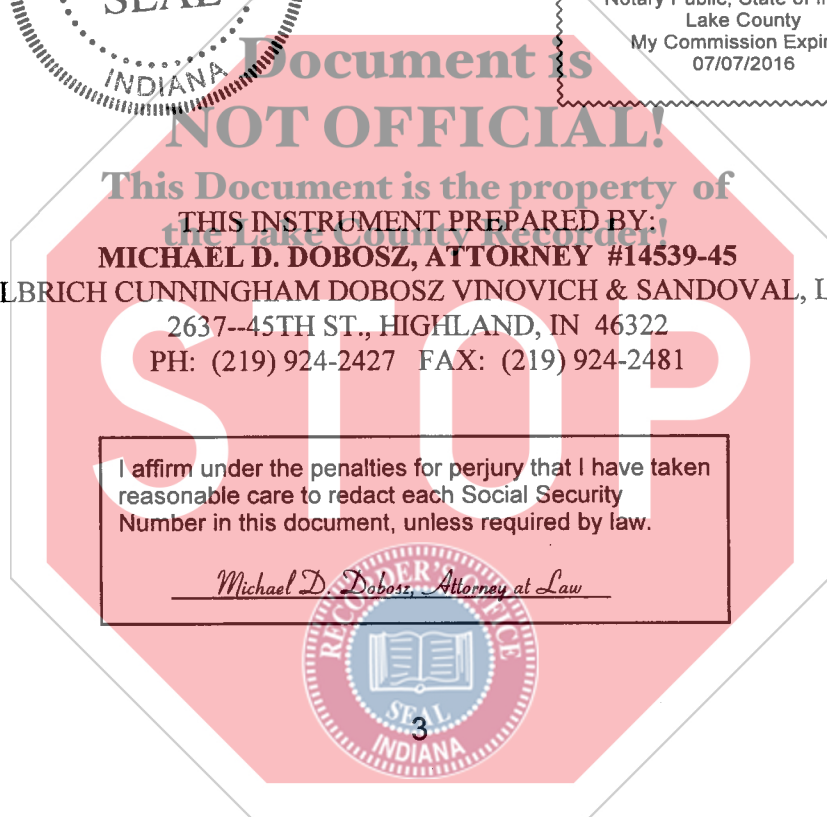 SEAL
INDIANA
Notary Public, State of
Lake County
My Commission
07/07/2016
Document is
NOT OFFICIAL!
This Document is the property of
the Lake County Recorder!
THIS INSTRUMENT PREPARED BY:
MICHAEL D. DOBOSZ, ATTORNEY #14539-45
CUNNINGHAM DOBOSZ VINOVICH & SANDOVAL,
2637--45TH ST., HIGHLAND, IN 46322
PH: (219) 924-2427 FAX: (219) 924-2481
STOP
I affirm under the penalties for perjury that I have taken
reasonable care to redact each Social Security
Number in this document, unless required by law.
Michael D. Dobosz, Attorney at Law
RECORDER'S OFFICE
SEAL
3
INDIANA